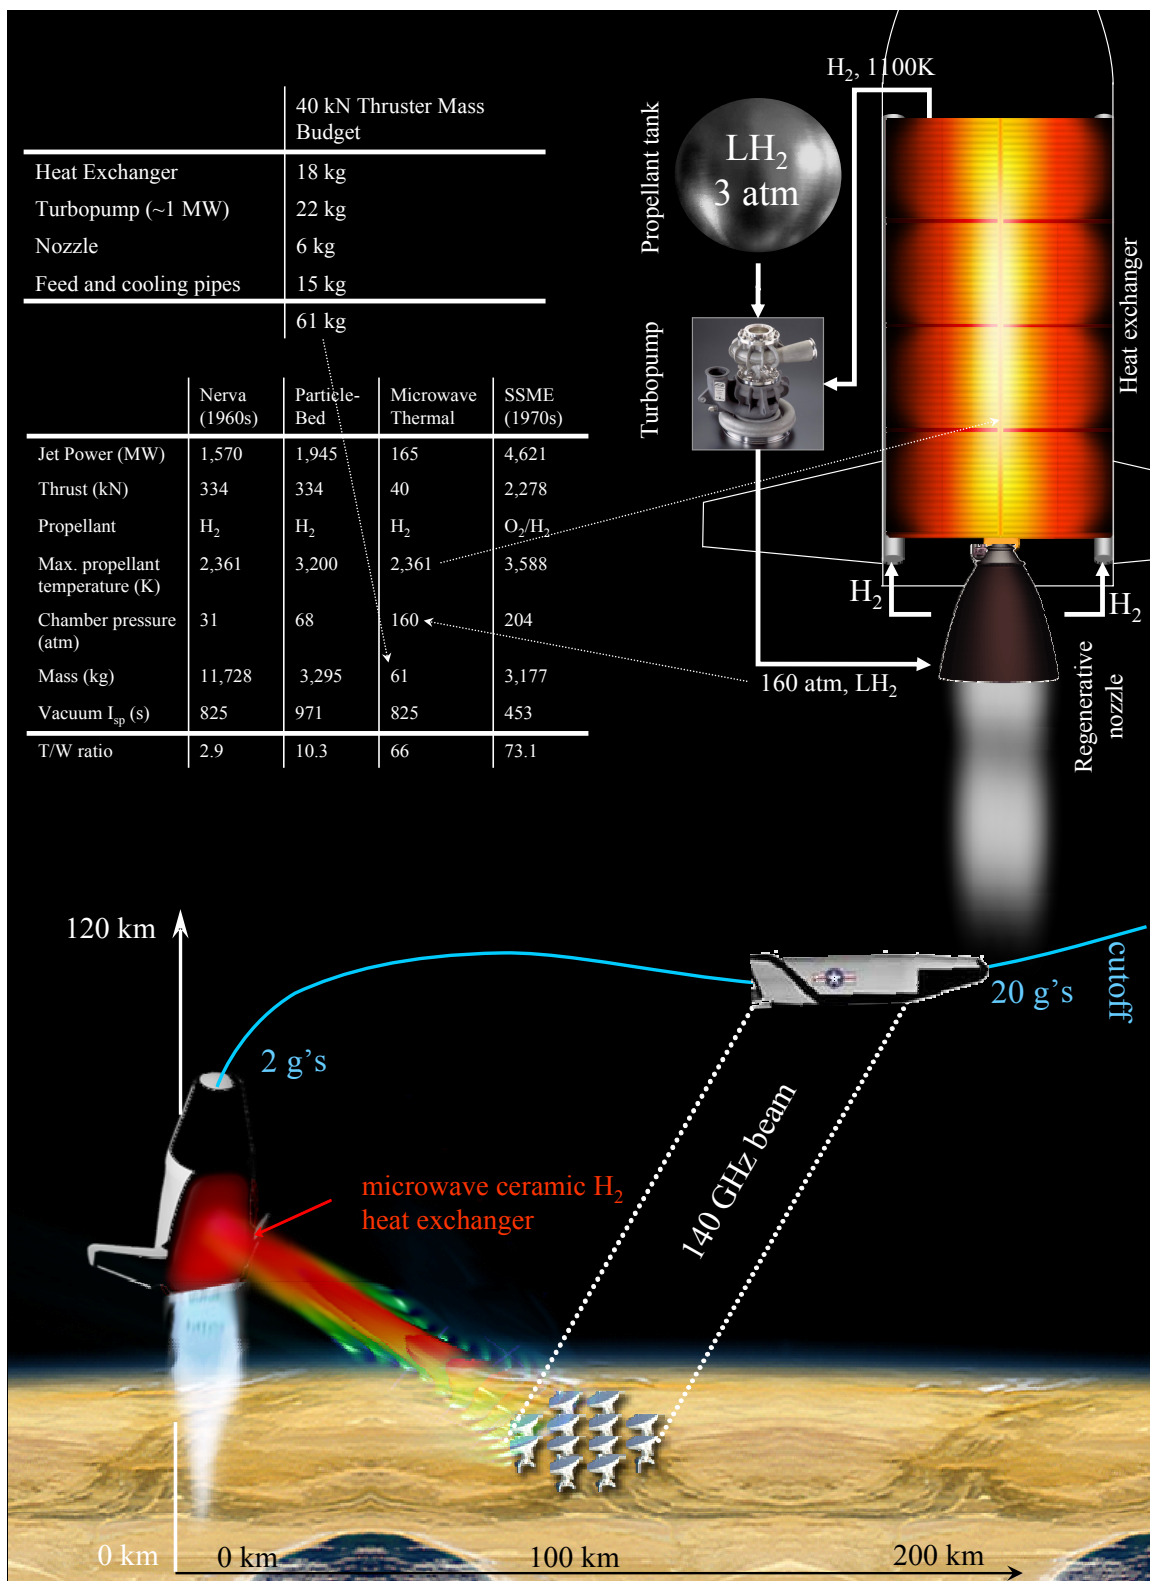 40 kN Thruster Mass
Budget
Heat Exchanger 18 kg
Turbopump (~1 MW) 22 kg
Nozzle 6 kg
Feed and cooling pipes 15 kg
61 kg
Nerva (1960s) Particle-Bed Microwave Thermal SSME (1970s)
Jet Power (MW) 1,570 1,945 165 4,621
Thrust (kN) 334 334 40 2,278
Propellant H₂ H₂ H₂ O₂/H₂
Max. propellant temperature (K) 2,361 3,200 2,361 3,588
Chamber pressure (atm) 31 68 160 204
Mass (kg) 11,728 3,295 61 3,177
Vacuum Iₛₚ (s) 825 971 825 453
T/W ratio 2.9 10.3 66 73.1
H₂, 1100K
Propellant tank
LH₂
3 atm
Turbopump
Heat exchanger
H₂
H₂
160 atm, LH₂
Regenerative
nozzle
120 km
2 g's
20 g's
cutoff
140 GHz beam
microwave ceramic H₂
heat exchanger
0 km
0 km
100 km
200 km